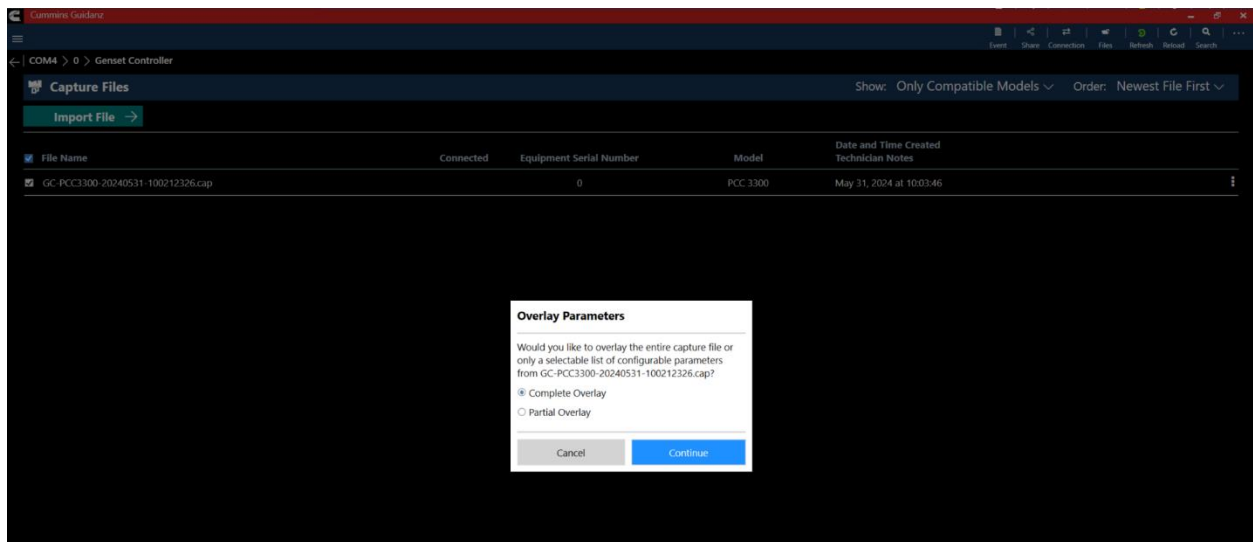 Cummins Guidanz
Event Share Connection Files Refresh Reload Search
COM4 > 0 > Genset Controller
Capture Files Show: Only Compatible Models Order: Newest File First
Import File →
File Name Connected Equipment Serial Number Model Date and Time Created
Technician Notes
GC-PCC3300-20240531-100212326.cap 0 PCC 3300 May 31, 2024 at 10:03:46
Overlay Parameters
Would you like to overlay the entire capture file or
only a selectable list of configurable parameters
from GC-PCC3300-20240531-100212326.cap?
Complete Overlay
Partial Overlay
Cancel Continue